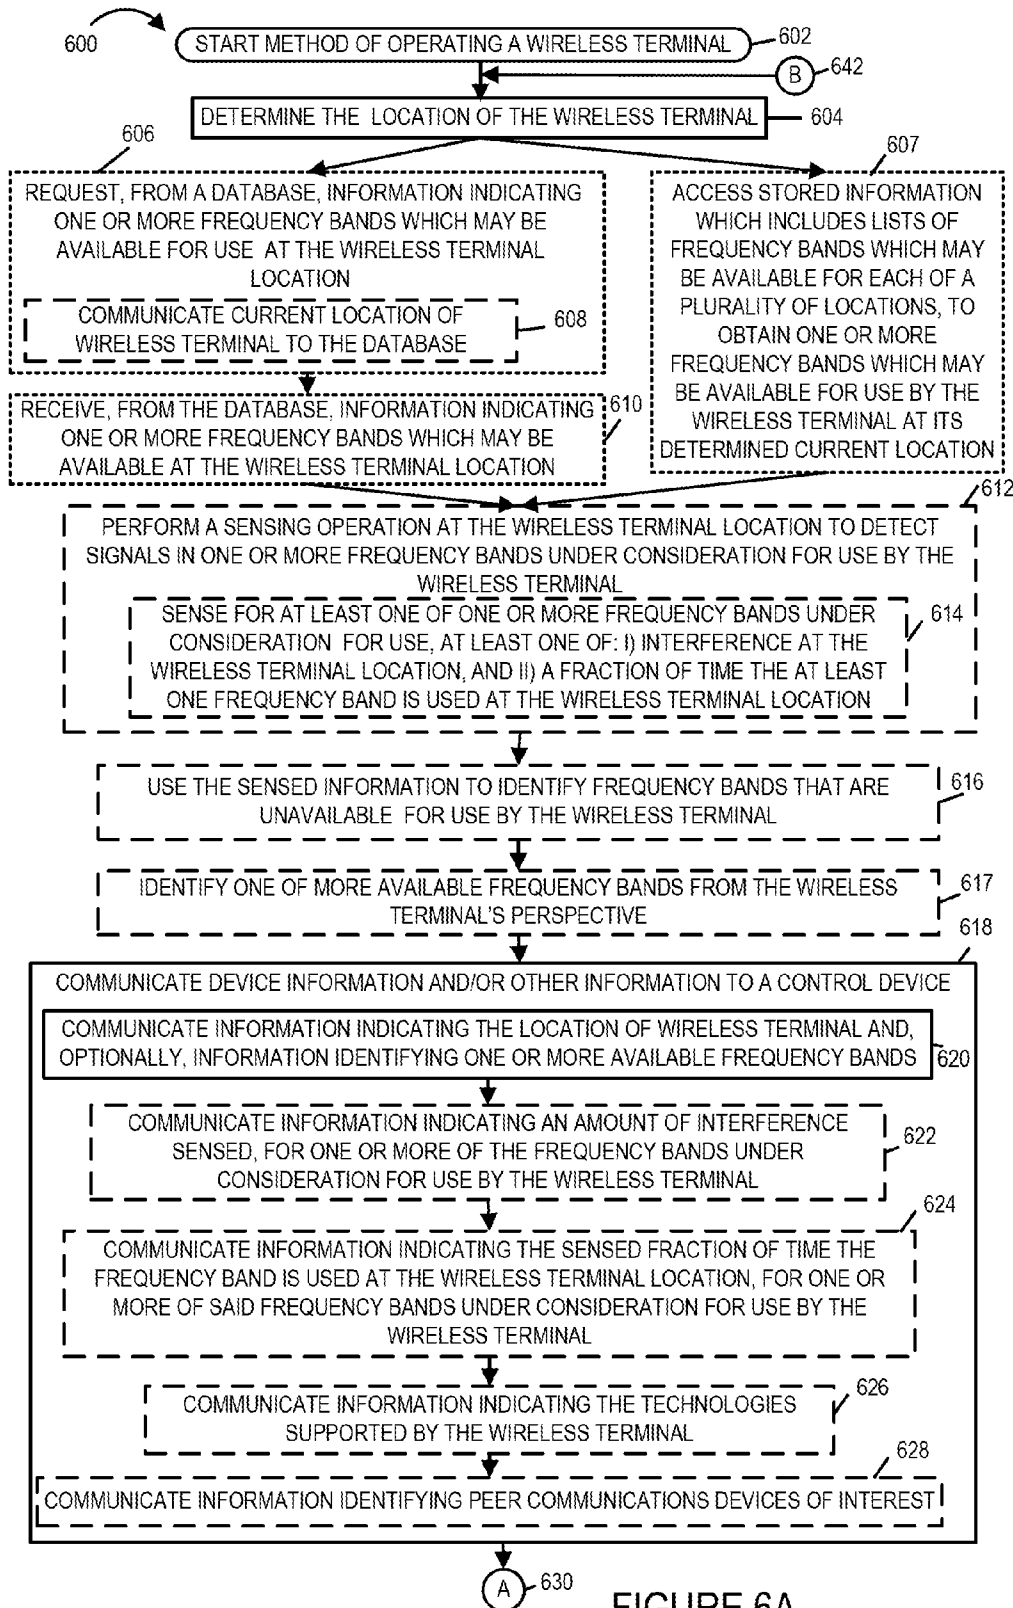 600
START METHOD OF OPERATING A WIRELESS TERMINAL
602
B
642
DETERMINE THE LOCATION OF THE WIRELESS TERMINAL
604
606
REQUEST, FROM A DATABASE, INFORMATION INDICATING
ONE OR MORE FREQUENCY BANDS WHICH MAY BE
AVAILABLE FOR USE AT THE WIRELESS TERMINAL
LOCATION
COMMUNICATE CURRENT LOCATION OF
WIRELESS TERMINAL TO THE DATABASE
608
RECEIVE, FROM THE DATABASE, INFORMATION INDICATING
ONE OR MORE FREQUENCY BANDS WHICH MAY BE
AVAILABLE AT THE WIRELESS TERMINAL LOCATION
610
607
ACCESS STORED INFORMATION
WHICH INCLUDES LISTS OF
FREQUENCY BANDS WHICH MAY
BE AVAILABLE FOR EACH OF A
PLURALITY OF LOCATIONS, TO
OBTAIN ONE OR MORE
FREQUENCY BANDS WHICH MAY
BE AVAILABLE FOR USE BY THE
WIRELESS TERMINAL AT ITS
DETERMINED CURRENT LOCATION
612
PERFORM A SENSING OPERATION AT THE WIRELESS TERMINAL LOCATION TO DETECT
SIGNALS IN ONE OR MORE FREQUENCY BANDS UNDER CONSIDERATION FOR USE BY THE
WIRELESS TERMINAL
SENSE FOR AT LEAST ONE OF ONE OR MORE FREQUENCY BANDS UNDER
CONSIDERATION FOR USE, AT LEAST ONE OF: I) INTERFERENCE AT THE
WIRELESS TERMINAL LOCATION, AND II) A FRACTION OF TIME THE AT LEAST
ONE FREQUENCY BAND IS USED AT THE WIRELESS TERMINAL LOCATION
614
USE THE SENSED INFORMATION TO IDENTIFY FREQUENCY BANDS THAT ARE
UNAVAILABLE FOR USE BY THE WIRELESS TERMINAL
616
IDENTIFY ONE OF MORE AVAILABLE FREQUENCY BANDS FROM THE WIRELESS
TERMINAL'S PERSPECTIVE
617
618
COMMUNICATE DEVICE INFORMATION AND/OR OTHER INFORMATION TO A CONTROL DEVICE
COMMUNICATE INFORMATION INDICATING THE LOCATION OF WIRELESS TERMINAL AND,
OPTIONALLY, INFORMATION IDENTIFYING ONE OR MORE AVAILABLE FREQUENCY BANDS
620
COMMUNICATE INFORMATION INDICATING AN AMOUNT OF INTERFERENCE
SENSED, FOR ONE OR MORE OF THE FREQUENCY BANDS UNDER
CONSIDERATION FOR USE BY THE WIRELESS TERMINAL
622
624
COMMUNICATE INFORMATION INDICATING THE SENSED FRACTION OF TIME THE
FREQUENCY BAND IS USED AT THE WIRELESS TERMINAL LOCATION, FOR ONE OR
MORE OF SAID FREQUENCY BANDS UNDER CONSIDERATION FOR USE BY THE
WIRELESS TERMINAL
COMMUNICATE INFORMATION INDICATING THE TECHNOLOGIES
SUPPORTED BY THE WIRELESS TERMINAL
626
628
COMMUNICATE INFORMATION IDENTIFYING PEER COMMUNICATIONS DEVICES OF INTEREST
A
630
FIGURE 6A